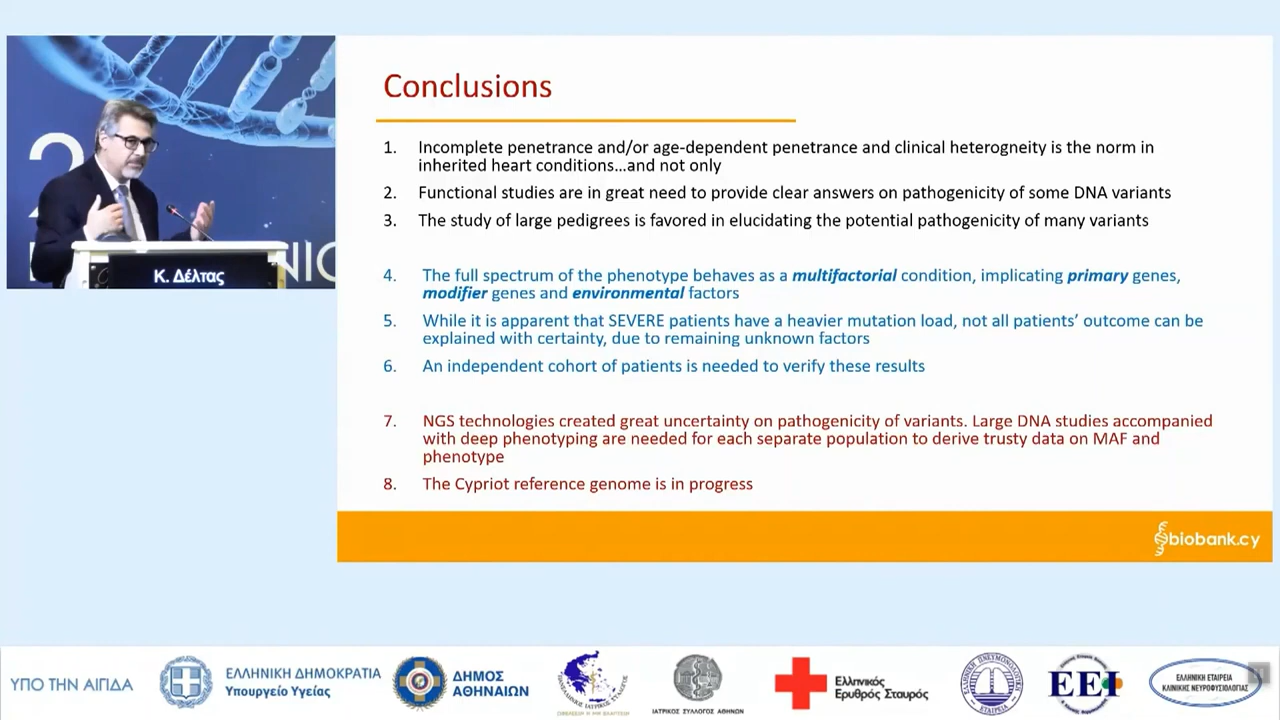 2
NIC
Κ. Δέλτας
Conclusions
1. Incomplete penetrance and/or age-dependent penetrance and clinical heterogneity is the norm in
inherited heart conditions…and not only
2. Functional studies are in great need to provide clear answers on pathogenicity of some DNA variants
3. The study of large pedigrees is favored in elucidating the potential pathogenicity of many variants
4. The full spectrum of the phenotype behaves as a multifactorial condition, implicating primary genes,
modifier genes and environmental factors
5. While it is apparent that SEVERE patients have a heavier mutation load, not all patients’ outcome can be
explained with certainty, due to remaining unknown factors
6. An independent cohort of patients is needed to verify these results
7. NGS technologies created great uncertainty on pathogenicity of variants. Large DNA studies accompanied
with deep phenotyping are needed for each separate population to derive trusty data on MAF and
phenotype
8. The Cypriot reference genome is in progress
biobank.cy
ΥΠΟ ΤΗΝ ΑΙΓΙΔΑ
ΕΛΛΗΝΙΚΗ ΔΗΜΟΚΡΑΤΙΑ
Υπουργείο Υγείας
ΔΗΜΟΣ
ΑΘΗΝΑΙΩΝ
ΙΑΤΡΙΚΟΣ ΣΥΛΛΟΓΟΣ ΑΘΗΝΩΝ
Ελληνικός
Ερυθρός Σταυρός
ΕΕΙ
ΕΛΛΗΝΙΚΗ ΕΤΑΙΡΕΙΑ
ΚΛΙΝΙΚΗΣ ΝΕΥΡΟΦΥΣΙΟΛΟΓΙΑΣ